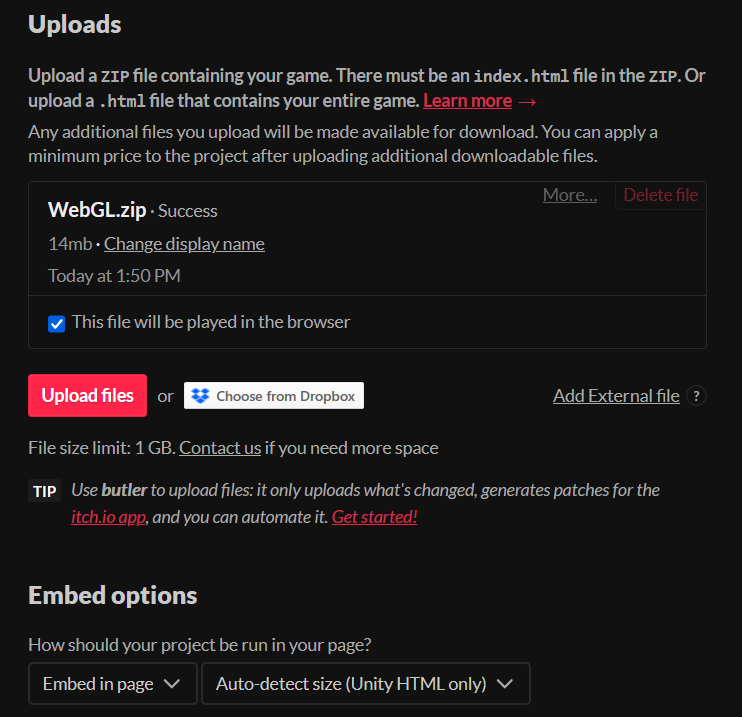 Uploads
Upload a ZIP file containing your game. There must be an index.html file in the ZIP. Or
upload a .html file that contains your entire game. Learn more →
Any additional files you upload will be made available for download. You can apply a
minimum price to the project after uploading additional downloadable files.
More... Delete file
WebGL.zip · Success
14mb · Change display name
Today at 1:50 PM
This file will be played in the browser
Upload files or Choose from Dropbox Add External file ?
File size limit: 1 GB. Contact us if you need more space
TIP Use butler to upload files: it only uploads what's changed, generates patches for the
itch.io app, and you can automate it. Get started!
Embed options
How should your project be run in your page?
Embed in page Auto-detect size (Unity HTML only)